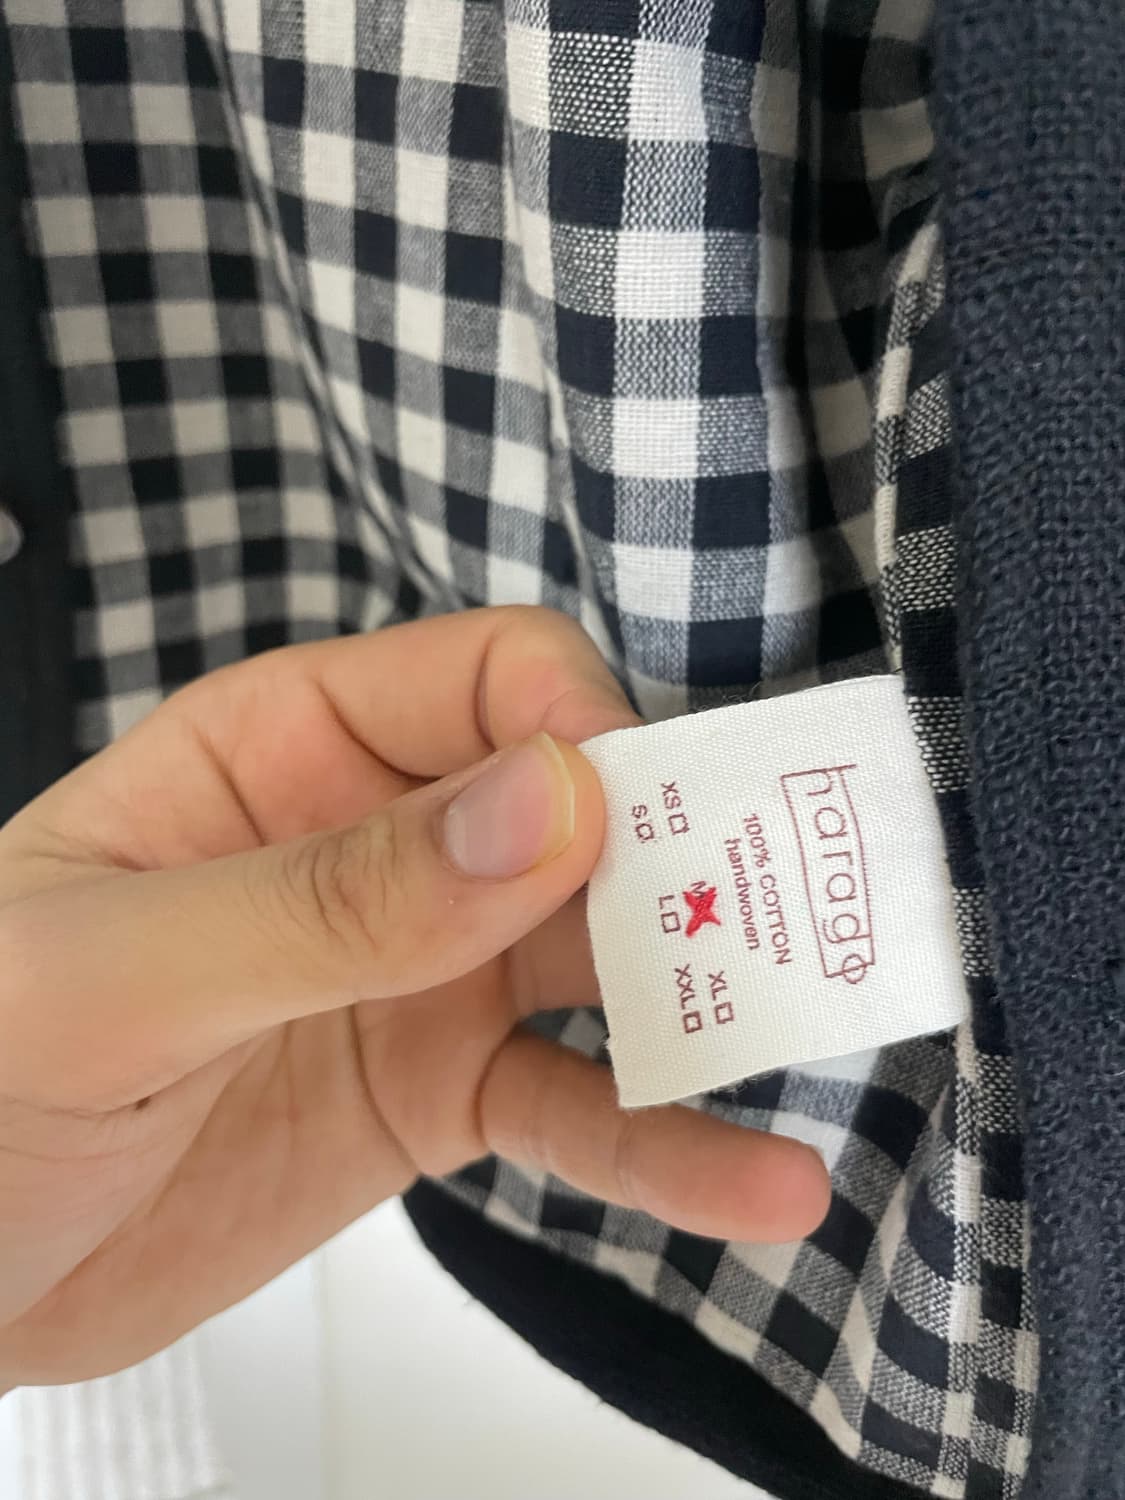 harago
100% COTTON
handwoven
XS □ M☒ XL □
S □ L □ XXL □